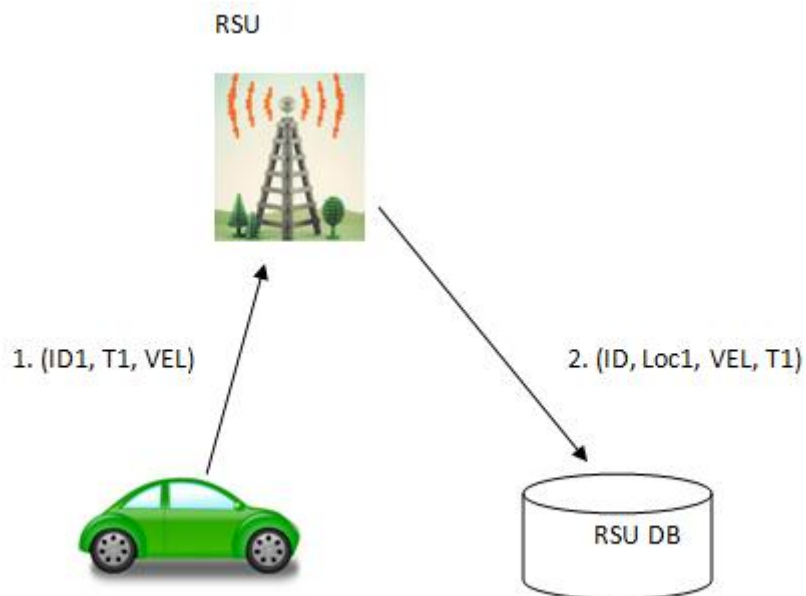 RSU
1. (ID1, T1, VEL)
2. (ID, Loc1, VEL, T1)
RSU DB